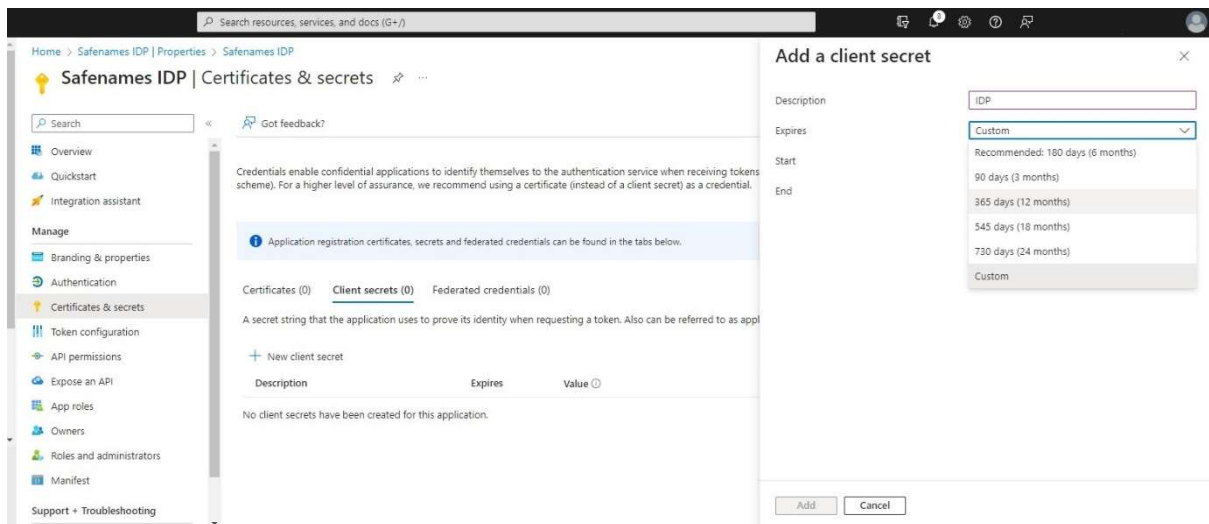 Search resources, services, and docs (G+/)
Home > Safenames IDP | Properties > Safenames IDP
Safenames IDP | Certificates & secrets
Search
Got feedback?
Overview
Quickstart
Integration assistant
Manage
Branding & properties
Authentication
Certificates & secrets
Token configuration
API permissions
Expose an API
App roles
Owners
Roles and administrators
Manifest
Support + Troubleshooting
Credentials enable confidential applications to identify themselves to the authentication service when receiving tokens
scheme). For a higher level of assurance, we recommend using a certificate (instead of a client secret) as a credential.
Application registration certificates, secrets and federated credentials can be found in the tabs below.
Certificates (0) Client secrets (0) Federated credentials (0)
A secret string that the application uses to prove its identity when requesting a token. Also can be referred to as appl
New client secret
Description Expires Value
No client secrets have been created for this application.
Add a client secret
Description IDP
Expires Custom
Recommended: 180 days (6 months)
Start
90 days (3 months)
End
365 days (12 months)
545 days (18 months)
730 days (24 months)
Custom
Add Cancel